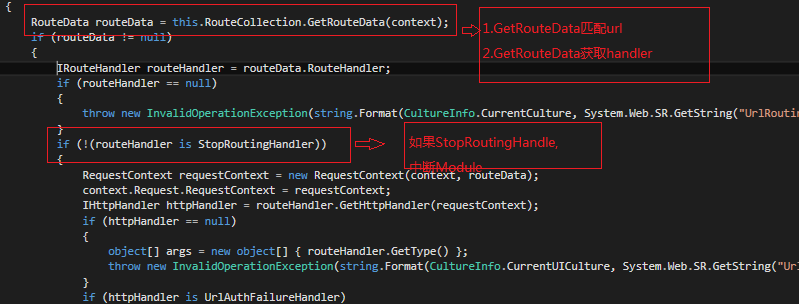 {
RouteData routeData = this.RouteCollection.GetRouteData(context);
1.GetRouteData匹配url
if (routeData != null)
2.GetRouteData获取handler
{
IRouteHandler routeHandler = routeData.RouteHandler;
if (routeHandler == null)
{
throw new InvalidOperationException(string.Format(CultureInfo.CurrentCulture, System.Web.SR.GetString("UrlRoutin
}
if (!(routeHandler is StopRoutingHandler))
如果StopRoutingHandle,
{
中断Module
RequestContext requestContext = new RequestContext(context, routeData);
context.Request.RequestContext = requestContext;
IHttpHandler httpHandler = routeHandler.GetHttpHandler(requestContext);
if (httpHandler == null)
{
object[] args = new object[] { routeHandler.GetType() };
throw new InvalidOperationException(string.Format(CultureInfo.CurrentUICulture, System.Web.SR.GetString("Url
}
if (httpHandler is UrlAuthFailureHandler)